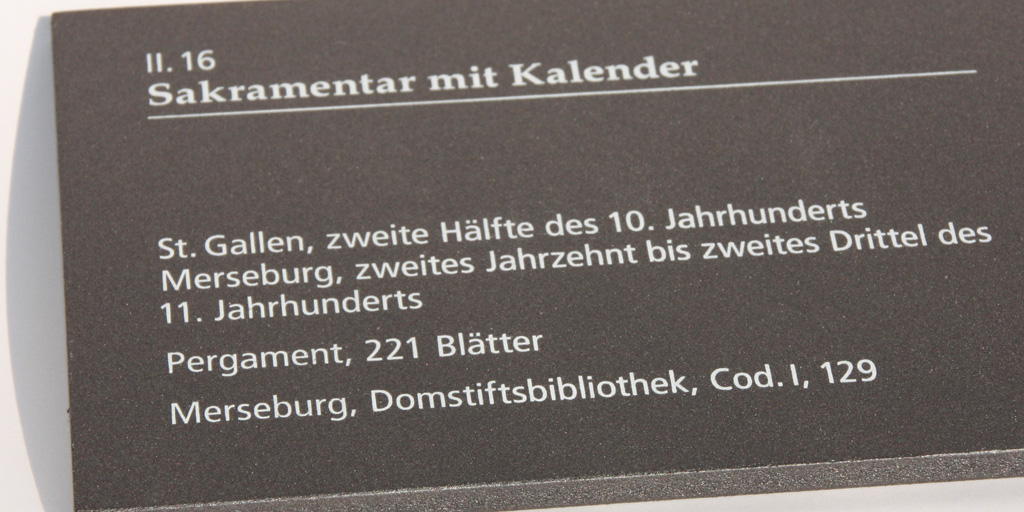 II. 16
Sakramentar mit Kalender
St. Gallen, zweite Hälfte des 10. Jahrhunderts
Merseburg, zweites Jahrzehnt bis zweites Drittel des
11. Jahrhunderts
Pergament, 221 Blätter
Merseburg, Domstiftsbibliothek, Cod. I, 129